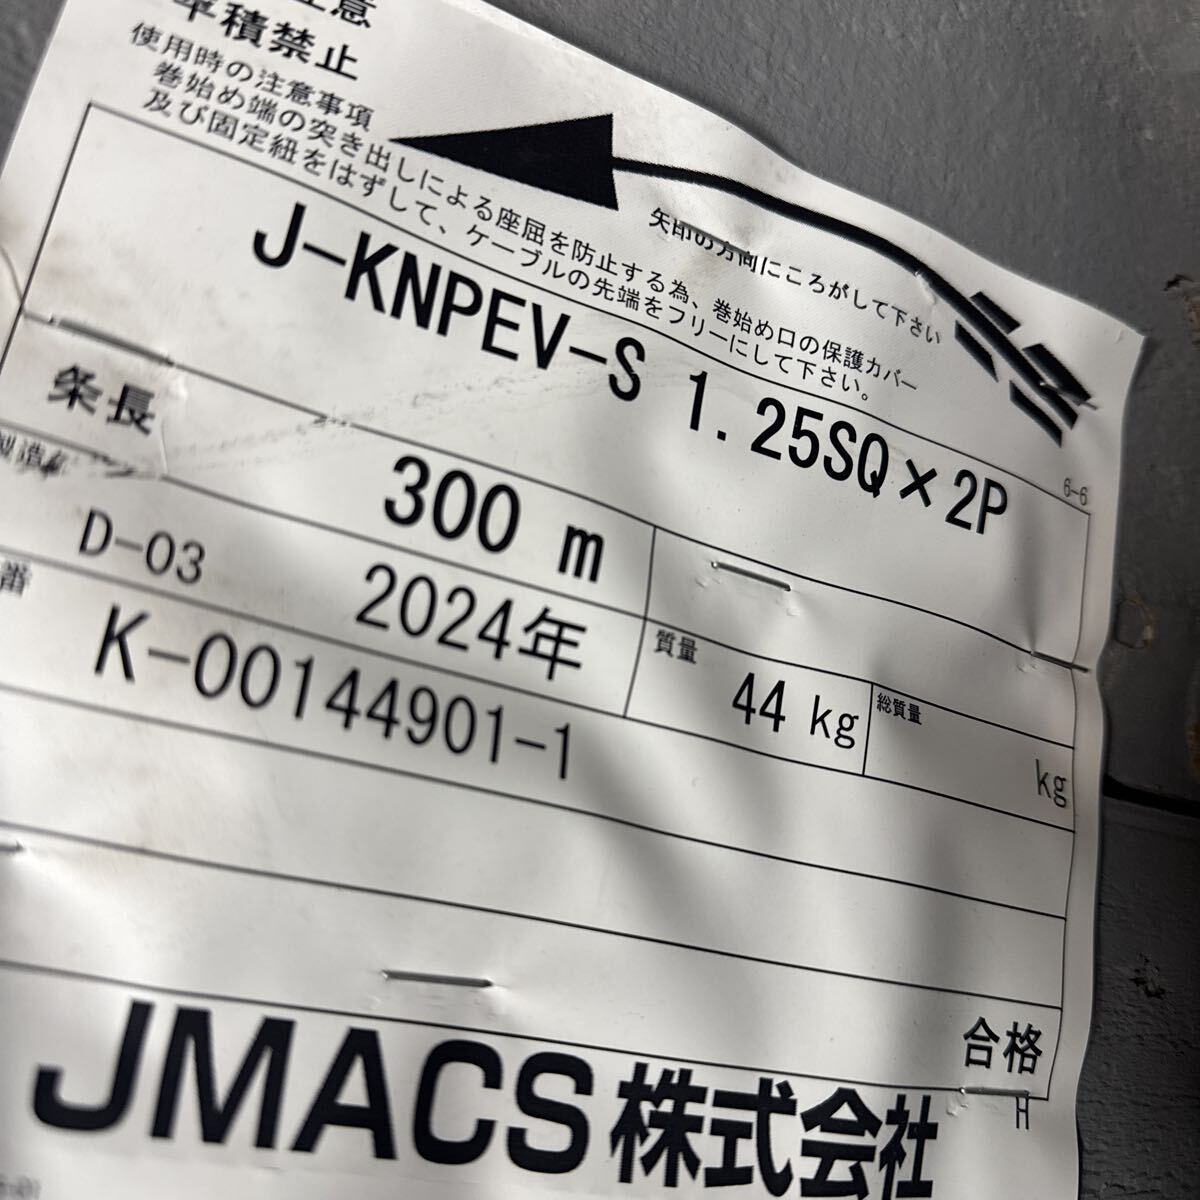 注意
単積禁止
使用時の注意事項
巻始め端の突き出しによる座屈を防止する為、巻始め口の保護カバー
及び固定紐をはずして、ケーブルの先端をフリーにして下さい。
矢印の方向にころがして下さい
6-6
J-KNPEV-S 1.25SQ×2P
条長
300 m
製造年
D-03
2024年
質量
44 kg
総質量
kg
番
K-00144901-1
合格
H
JMACS株式会社